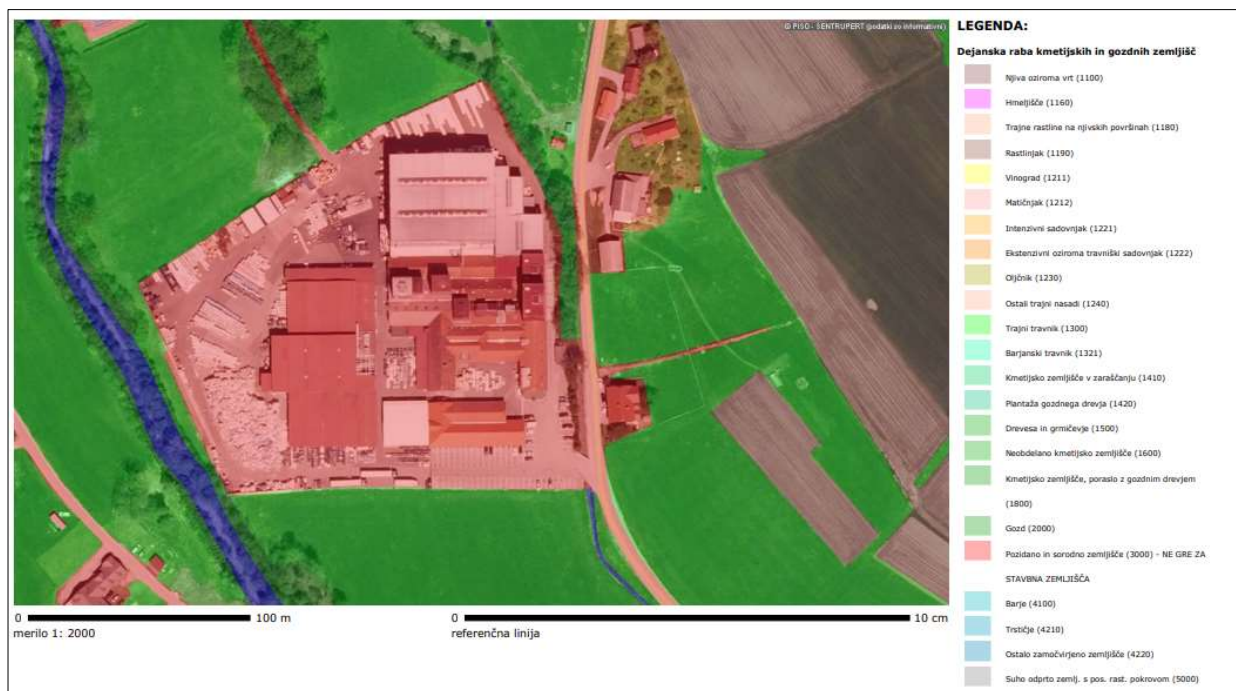 © PISO - ŠENTRUPERT (podatki so informativni)
LEGENDA:
Dejanska raba kmetijskih in gozdnih zemljišč
Njiva oziroma vrt (1100)
Hmeljišče (1160)
Trajne rastline na njivskih površinah (1180)
Rastlinjak (1190)
Vinograd (1211)
Matičnjak (1212)
Intenzivni sadovnjak (1221)
Ekstenzivni oziroma travniški sadovnjak (1222)
Oljčnik (1230)
Ostali trajni nasadi (1240)
Trajni travnik (1300)
Barjanski travnik (1321)
Kmetijsko zemljišče v zaraščanju (1410)
Plantaža gozdnega drevja (1420)
Drevesa in grmičevje (1500)
Neobdelano kmetijsko zemljišče (1600)
Kmetijsko zemljišče, poraslo z gozdnim drevjem
(1800)
Gozd (2000)
Pozidano in sorodno zemljišče (3000) - NE GRE ZA
STAVBNA ZEMLJIŠČA
Barje (4100)
Trstičje (4210)
Ostalo zamočvirjeno zemljišče (4220)
Suho odprto zemlj. s pos. rast. pokrovom (5000)
0 100 m
merilo 1: 2000
0 10 cm
referenčna linija